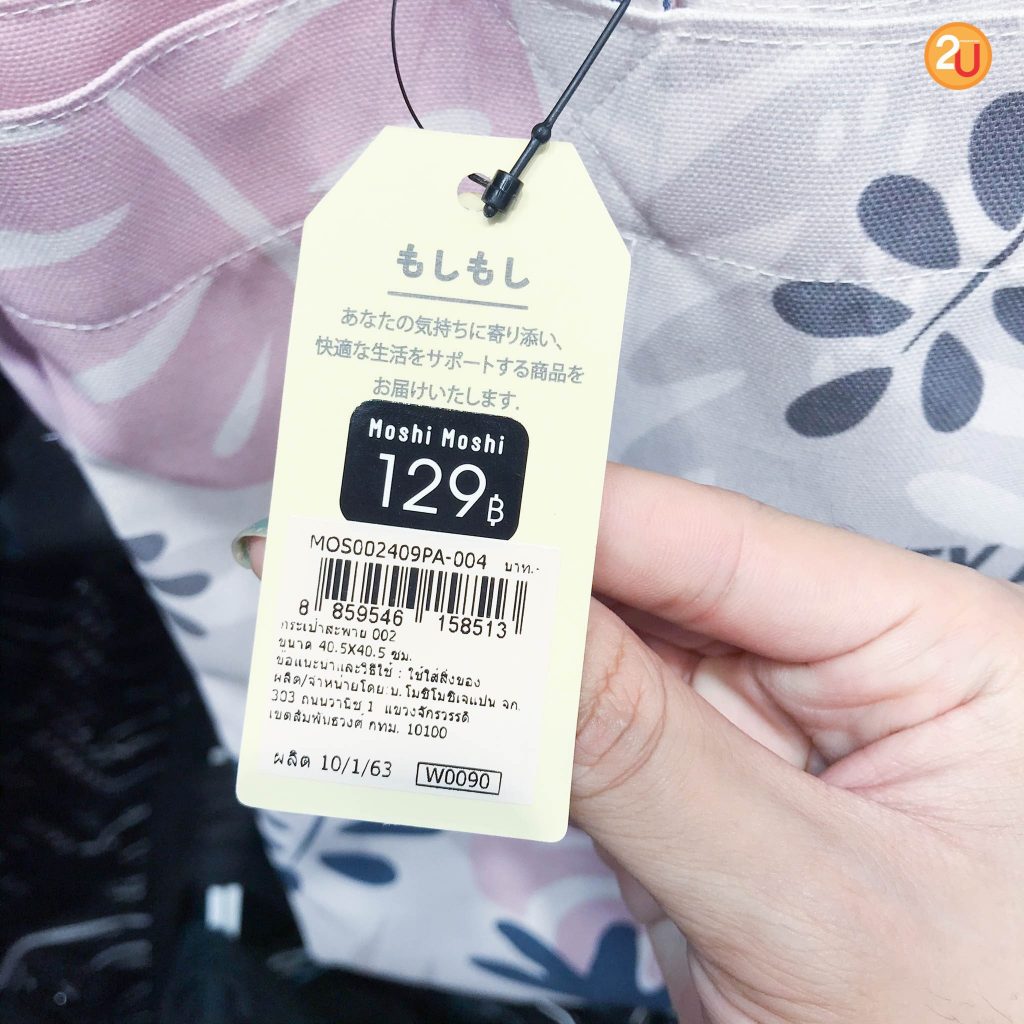 2U
もしもし
あなたの気持ちに寄り添い、
快適な生活をサポートする商品を
お届けいたします.
Moshi Moshi
129฿
MOS002409PA-004 บาท.-
8 859546 158513
กระเป๋าสะพาย 002
ขนาด 40.5X40.5 ซม.
ข้อแนะนำและวิธีใช้ : ใช้ใส่สิ่งของ
ผลิต/จำหน่ายโดย:บ.โมชิโมชิเจแปน จก.
303 ถนนวานิช 1 แขวงจักรวรรดิ
เขตสัมพันธวงศ์ กทม. 10100
ผลิต 10/1/63 W0090